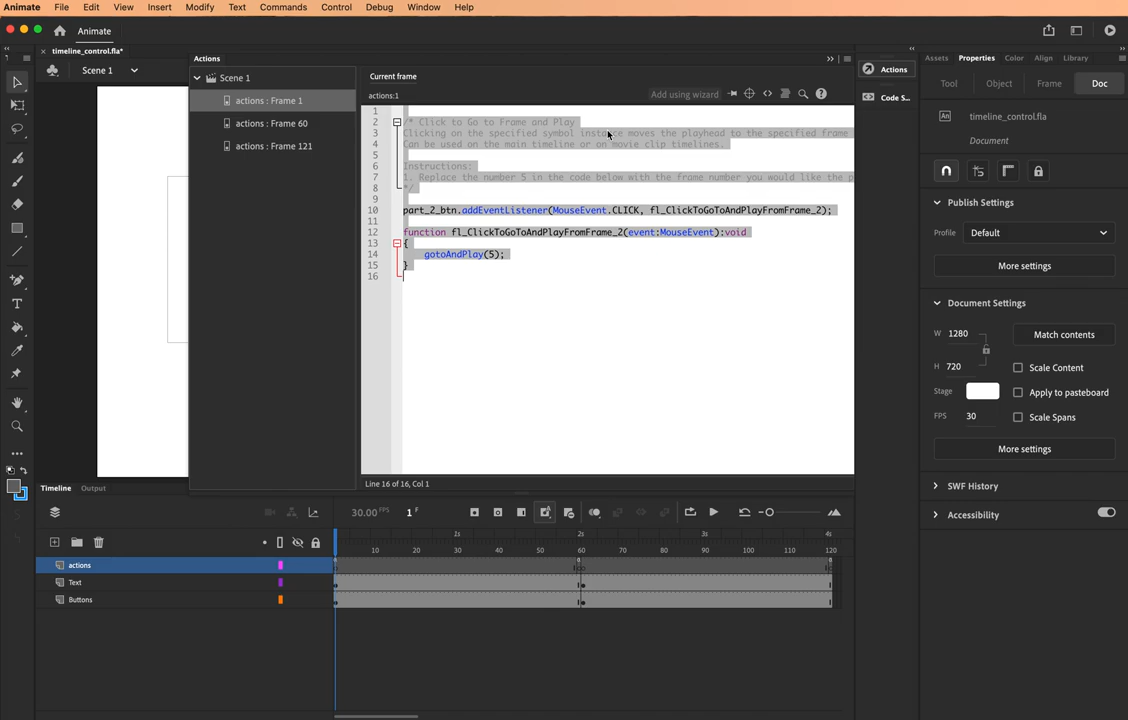 Animate File Edit View Insert Modify Text Commands Control Debug Window Help
Animate
timeline_control.fla*
Scene 1
Actions
Scene 1
actions : Frame 1
actions : Frame 60
actions : Frame 121
Current frame
actions:1
Add using wizard
1
2 /* Click to Go to Frame and Play
3 Clicking on the specified symbol instance moves the playhead to the specified frame
4 Can be used on the main timeline or on movie clip timelines.
5
6 Instructions:
7 1. Replace the number 5 in the code below with the frame number you would like the p
8 */
9
10 part_2_btn.addEventListener(MouseEvent.CLICK, fl_ClickToGoToAndPlayFromFrame_2);
11
12 function fl_ClickToGoToAndPlayFromFrame_2(event:MouseEvent):void
13 {
14 gotoAndPlay(5);
15 }
16
Line 16 of 16, Col 1
Actions
Code S...
Assets Properties Color Align Library
Tool Object Frame Doc
An timeline_control.fla
Document
Publish Settings
Profile Default
More settings
Document Settings
W 1280 Match contents
H 720 Scale Content
Stage Apply to pasteboard
FPS 30 Scale Spans
More settings
SWF History
Accessibility
Timeline Output
30.00 FPS 1 F
1s 2s 3s 4s
10 20 30 40 50 60 70 80 90 100 110 120
actions
Text
Buttons